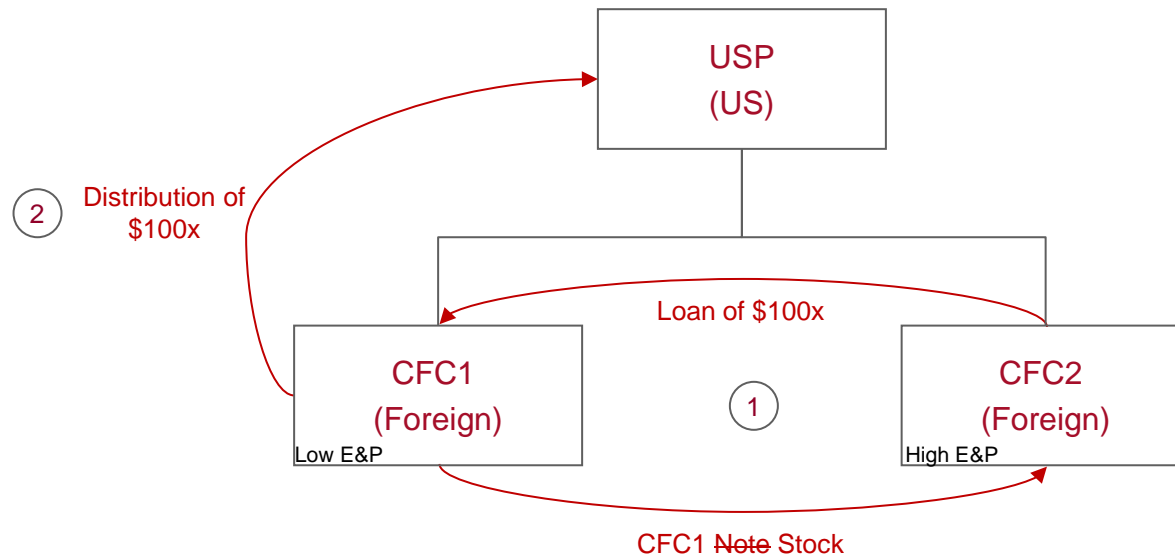 USP
(US)
2
Distribution of
$100x
Loan of $100x
CFC1
(Foreign)
Low E&P
1
CFC2
(Foreign)
High E&P
CFC1 Note Stock